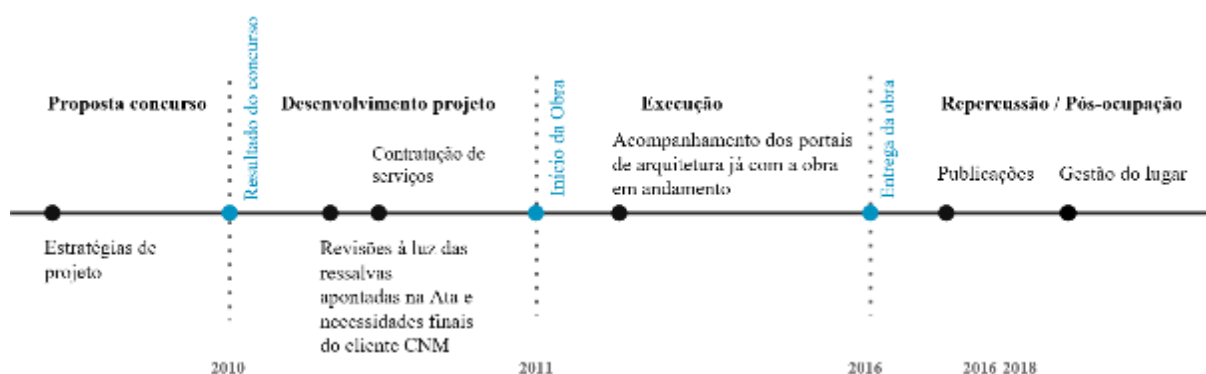 Proposta concurso
Resultado do concurso
Desenvolvimento projeto
Início da Obra
Execução
Entrega da obra
Repercussão / Pós-ocupação
Contratação de
serviços
Acompanhamento dos portais
de arquitetura já com a obra
em andamento
Publicações
Gestão do lugar
Estratégias de
projeto
Revisões à luz das
ressalvas
apontadas na Ata e
necessidades finais
do cliente CNM
2010
2011
2016
2016 2018